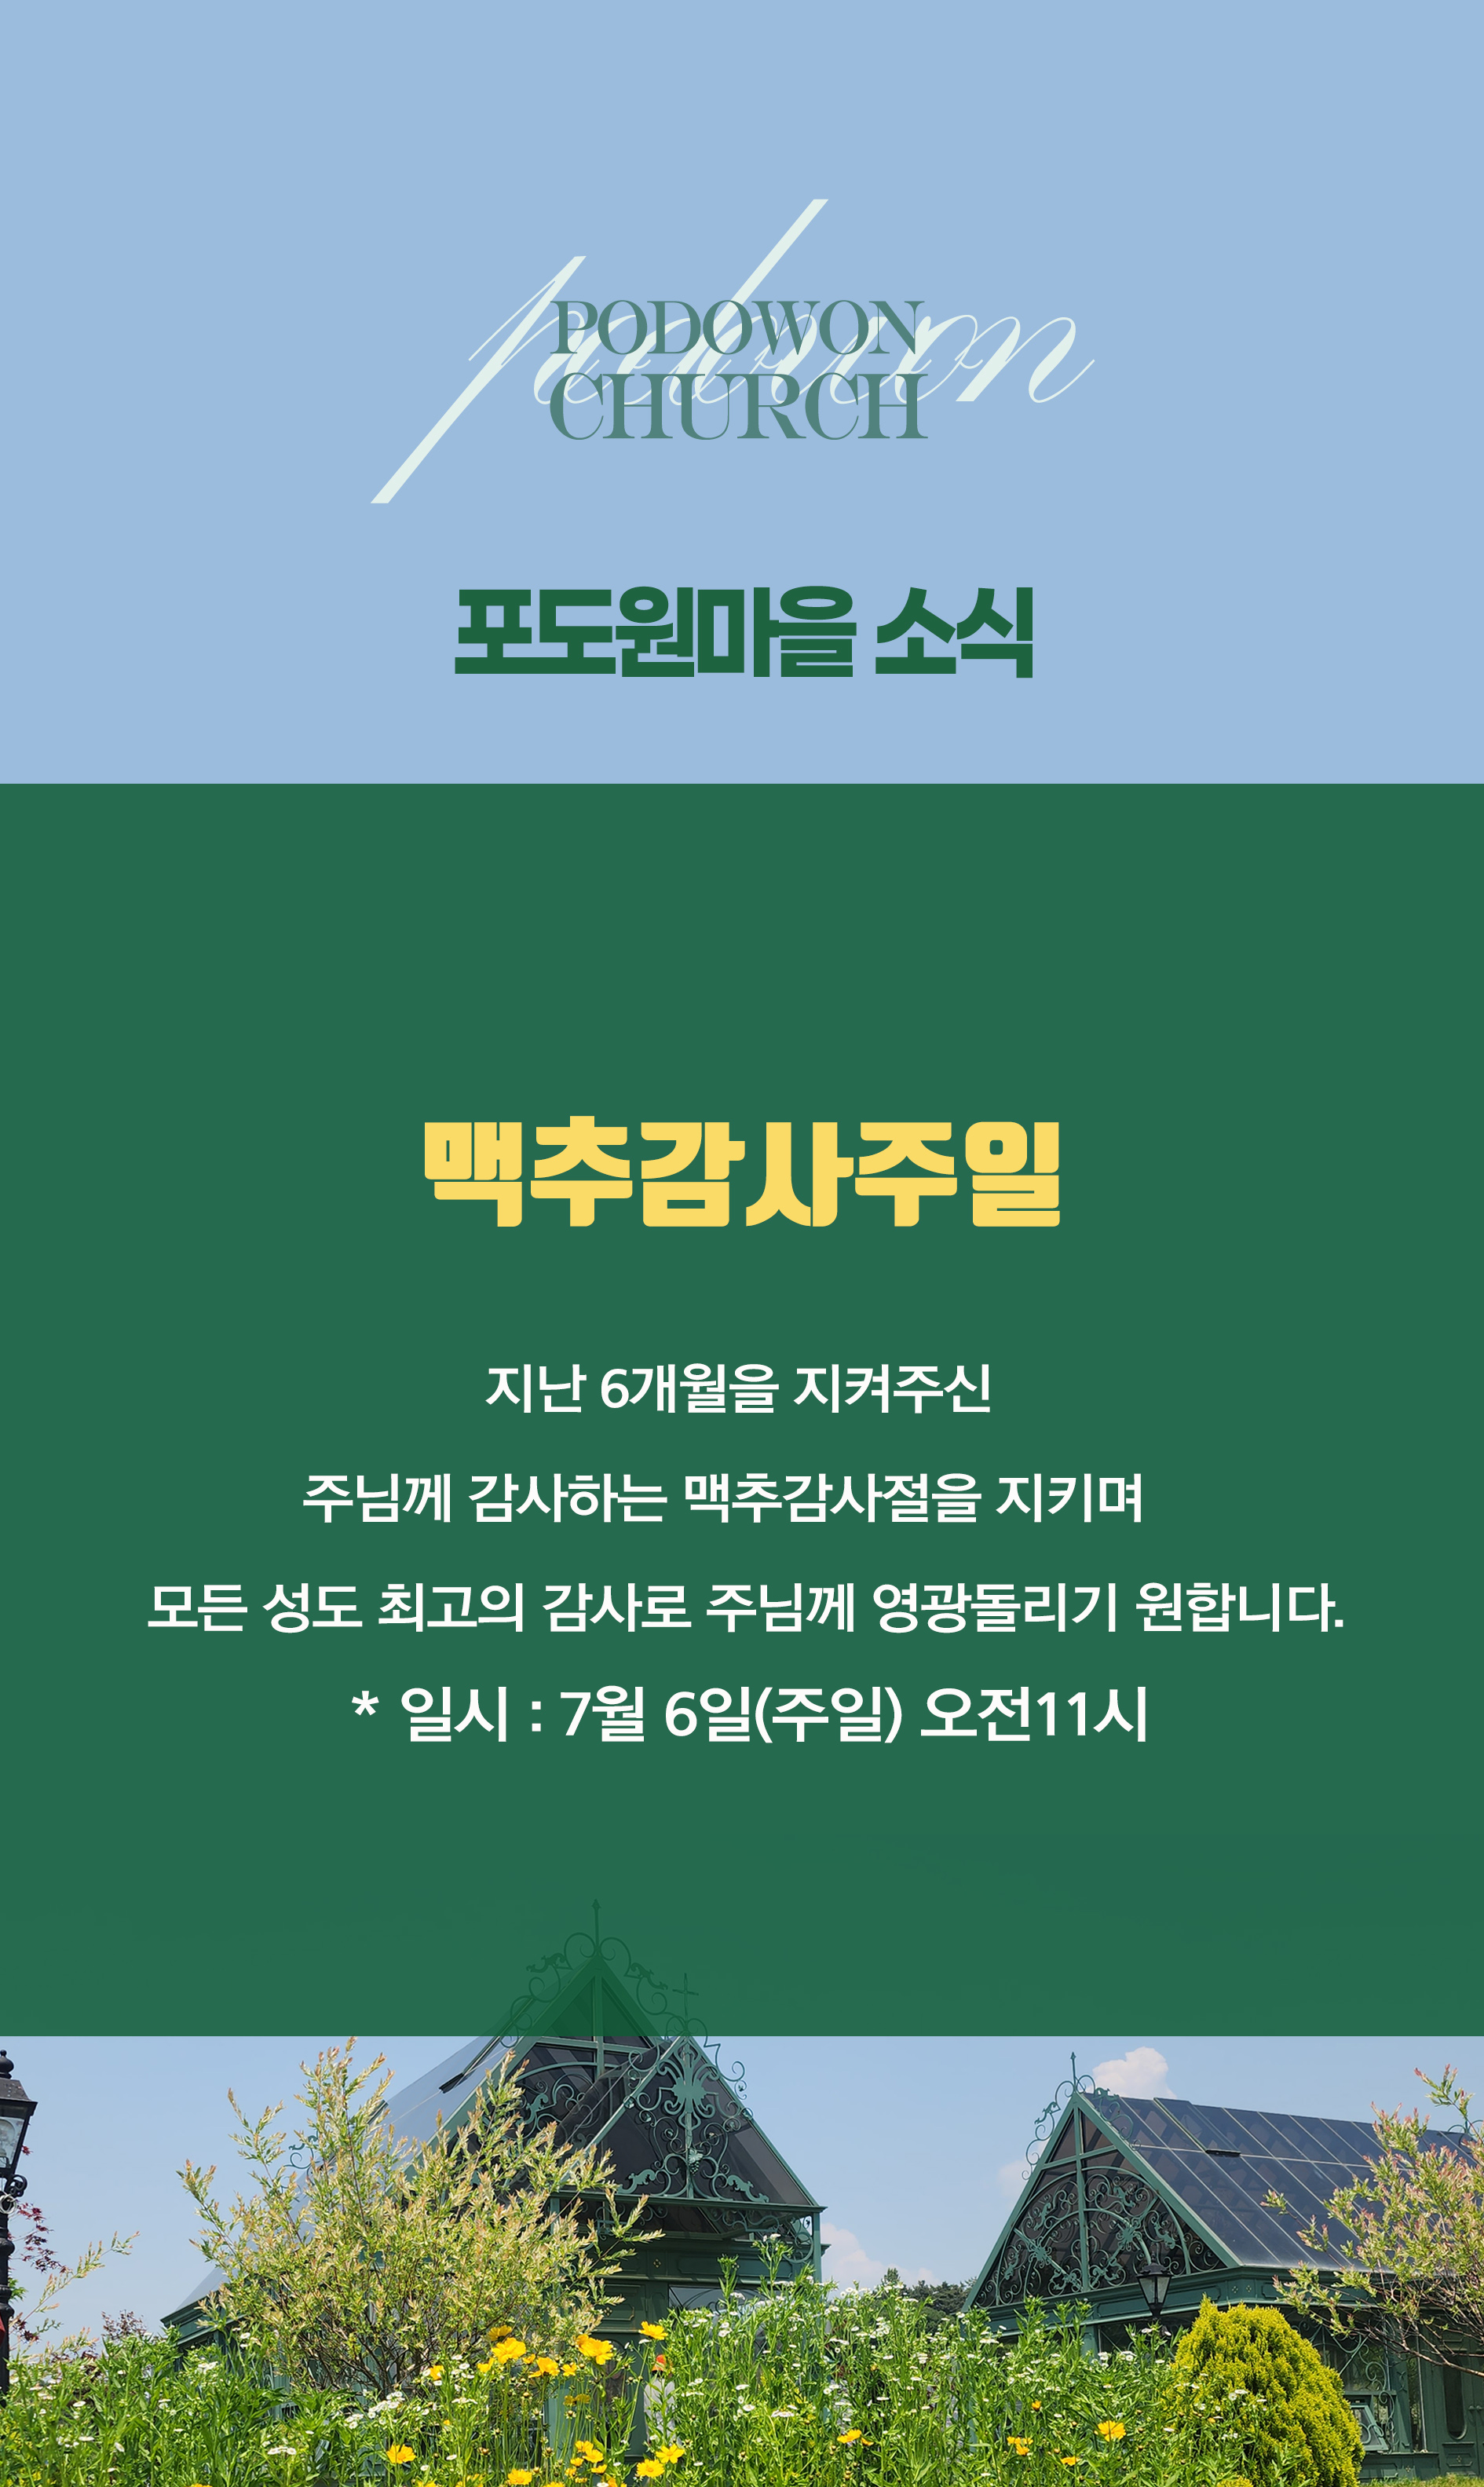 podowon
PODOWON
CHURCH
포도원마을 소식
맥추감사주일
지난 6개월을 지켜주신
주님께 감사하는 맥추감사절을 지키며
모든 성도 최고의 감사로 주님께 영광돌리기 원합니다.
* 일시 : 7월 6일(주일) 오전11시